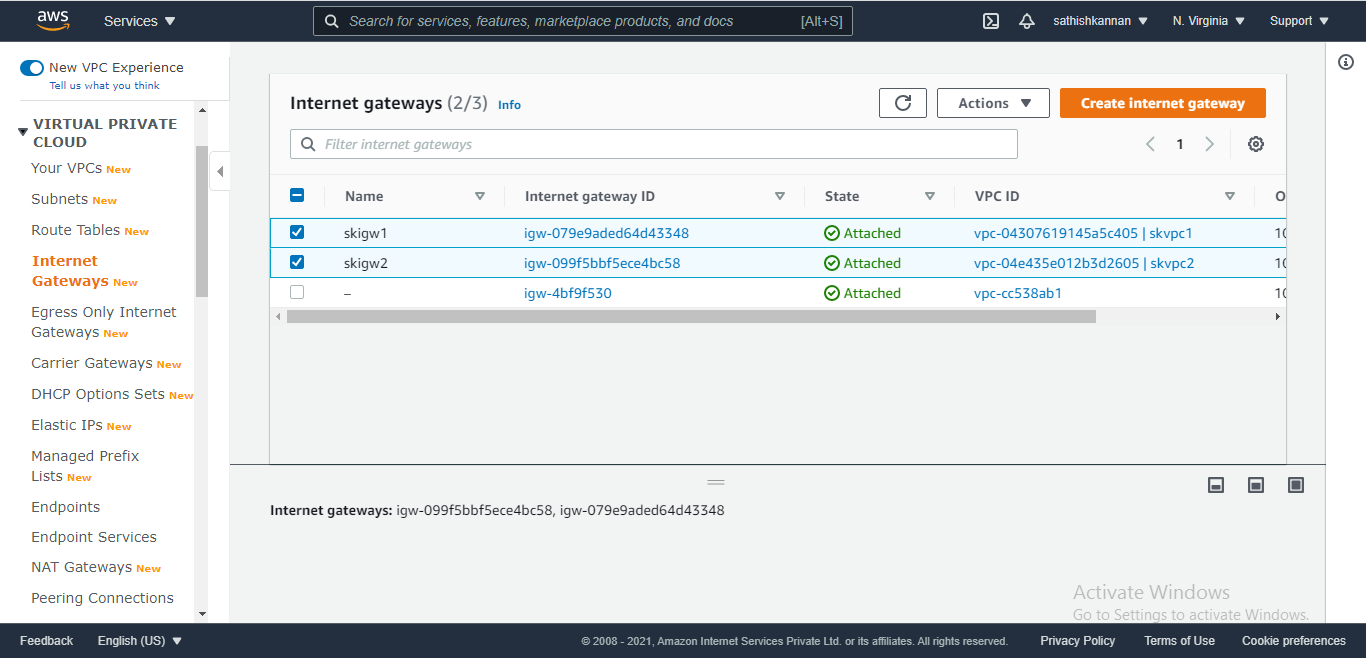 aws Services Search for services, features, marketplace products, and docs [Alt+S] sathishkannan N. Virginia Support
New VPC Experience
Tell us what you think
VIRTUAL PRIVATE
CLOUD
Your VPCs New
Subnets New
Route Tables New
Internet
Gateways New
Egress Only Internet
Gateways New
Carrier Gateways New
DHCP Options Sets New
Elastic IPs New
Managed Prefix
Lists New
Endpoints
Endpoint Services
NAT Gateways New
Peering Connections
Internet gateways (2/3) Info Actions Create internet gateway
Filter internet gateways 1
Name Internet gateway ID State VPC ID O
skigw1 igw-079e9aded64d43348 Attached vpc-04307619145a5c405 | skvpc1 10
skigw2 igw-099f5bbf5ece4bc58 Attached vpc-04e435e012b3d2605 | skvpc2 10
– igw-4bf9f530 Attached vpc-cc538ab1 10
Internet gateways: igw-099f5bbf5ece4bc58, igw-079e9aded64d43348
Activate Windows
Go to Settings to activate Windows.
Feedback English (US) © 2008 - 2021, Amazon Internet Services Private Ltd. or its affiliates. All rights reserved. Privacy Policy Terms of Use Cookie preferences